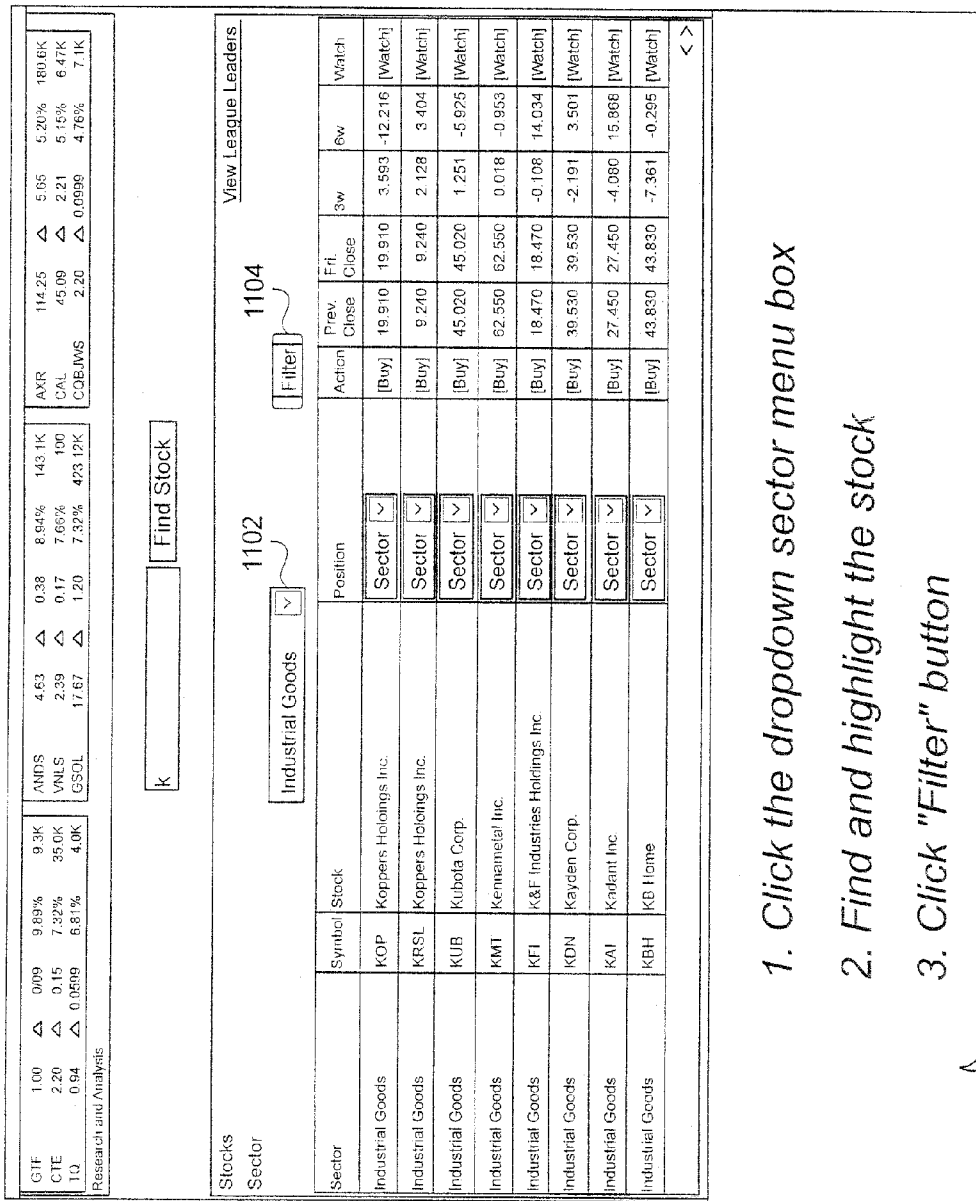 GTF 1.00 △ 0/09 9.89% 9.3K ANDS 4.63 △ 0.38 8.94% 143.1K AXR 114.25 △ 5.65 5.20% 180.6K
CTE 2.20 △ 0.15 7.32% 35.0K VNLS 2.39 △ 0.17 7.66% 100 CAL 45.09 △ 2.21 5.15% 6.47K
TQ 0.94 △ 0.0599 6.81% 4.0K GSOL 17.67 △ 1.20 7.32% 423.12K CQBJWS 2.20 △ 0.0999 4.76% 7.1K
Research and Analysis
k Find Stock
Stocks View League Leaders
1102 1104
Sector Industrial Goods Filter
Sector Symbol Stock Position Action Prev. Close Fri. Close 3w 6w Watch
Industrial Goods KOP Koppers Holoings Inc. Sector [Buy] 19.910 19.910 3.593 -12.216 [Watch]
Industrial Goods KRSL Koppers Holoings Inc. Sector [Buy] 9.240 9.240 2.128 3.404 [Watch]
Industrial Goods KUB Kubota Corp. Sector [Buy] 45.020 45.020 1.251 -5.925 [Watch]
Industrial Goods KMT Kennametal Inc. Sector [Buy] 62.550 62.550 0.018 -0.953 [Watch]
Industrial Goods KFI K&F Industries Holdings Inc. Sector [Buy] 18.470 18.470 -0.108 14.034 [Watch]
Industrial Goods KDN Kayden Corp. Sector [Buy] 39.530 39.530 -2.191 3.501 [Watch]
Industrial Goods KAI Kadant Inc. Sector [Buy] 27.450 27.450 -4.080 15.868 [Watch]
Industrial Goods KBH KB Home Sector [Buy] 43.830 43.830 -7.361 -0.295 [Watch]
< >
1. Click the dropdown sector menu box
2. Find and highlight the stock
3. Click "Filter" button